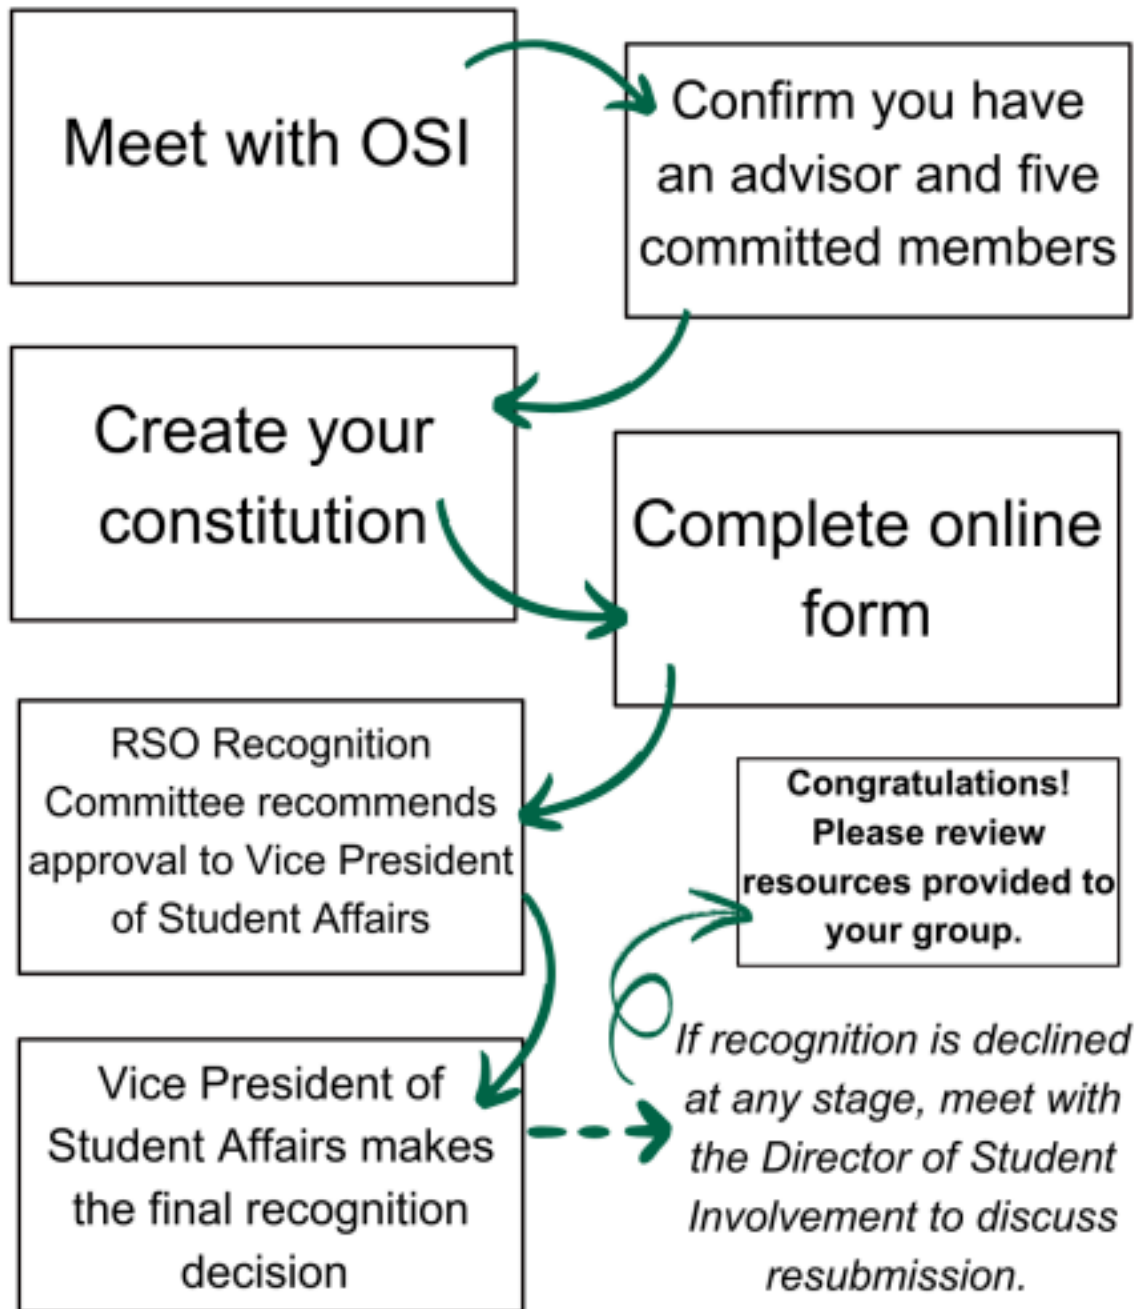 Meet with OSI
Confirm you have
an advisor and five
committed members
Create your
constitution
Complete online
form
RSO Recognition
Committee recommends
approval to Vice President
of Student Affairs
Vice President of
Student Affairs makes
the final recognition
decision
Congratulations!
Please review
resources provided to
your group.
If recognition is declined
at any stage, meet with
the Director of Student
Involvement to discuss
resubmission.